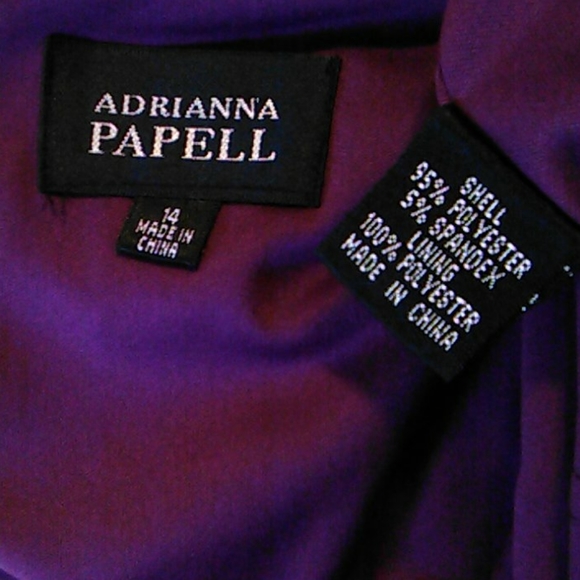 ADRIANNA
PAPELL
14
MADE IN
CHINA
SHELL
95% POLYESTER
5% SPANDEX
LINING
100% POLYESTER
MADE IN CHINA